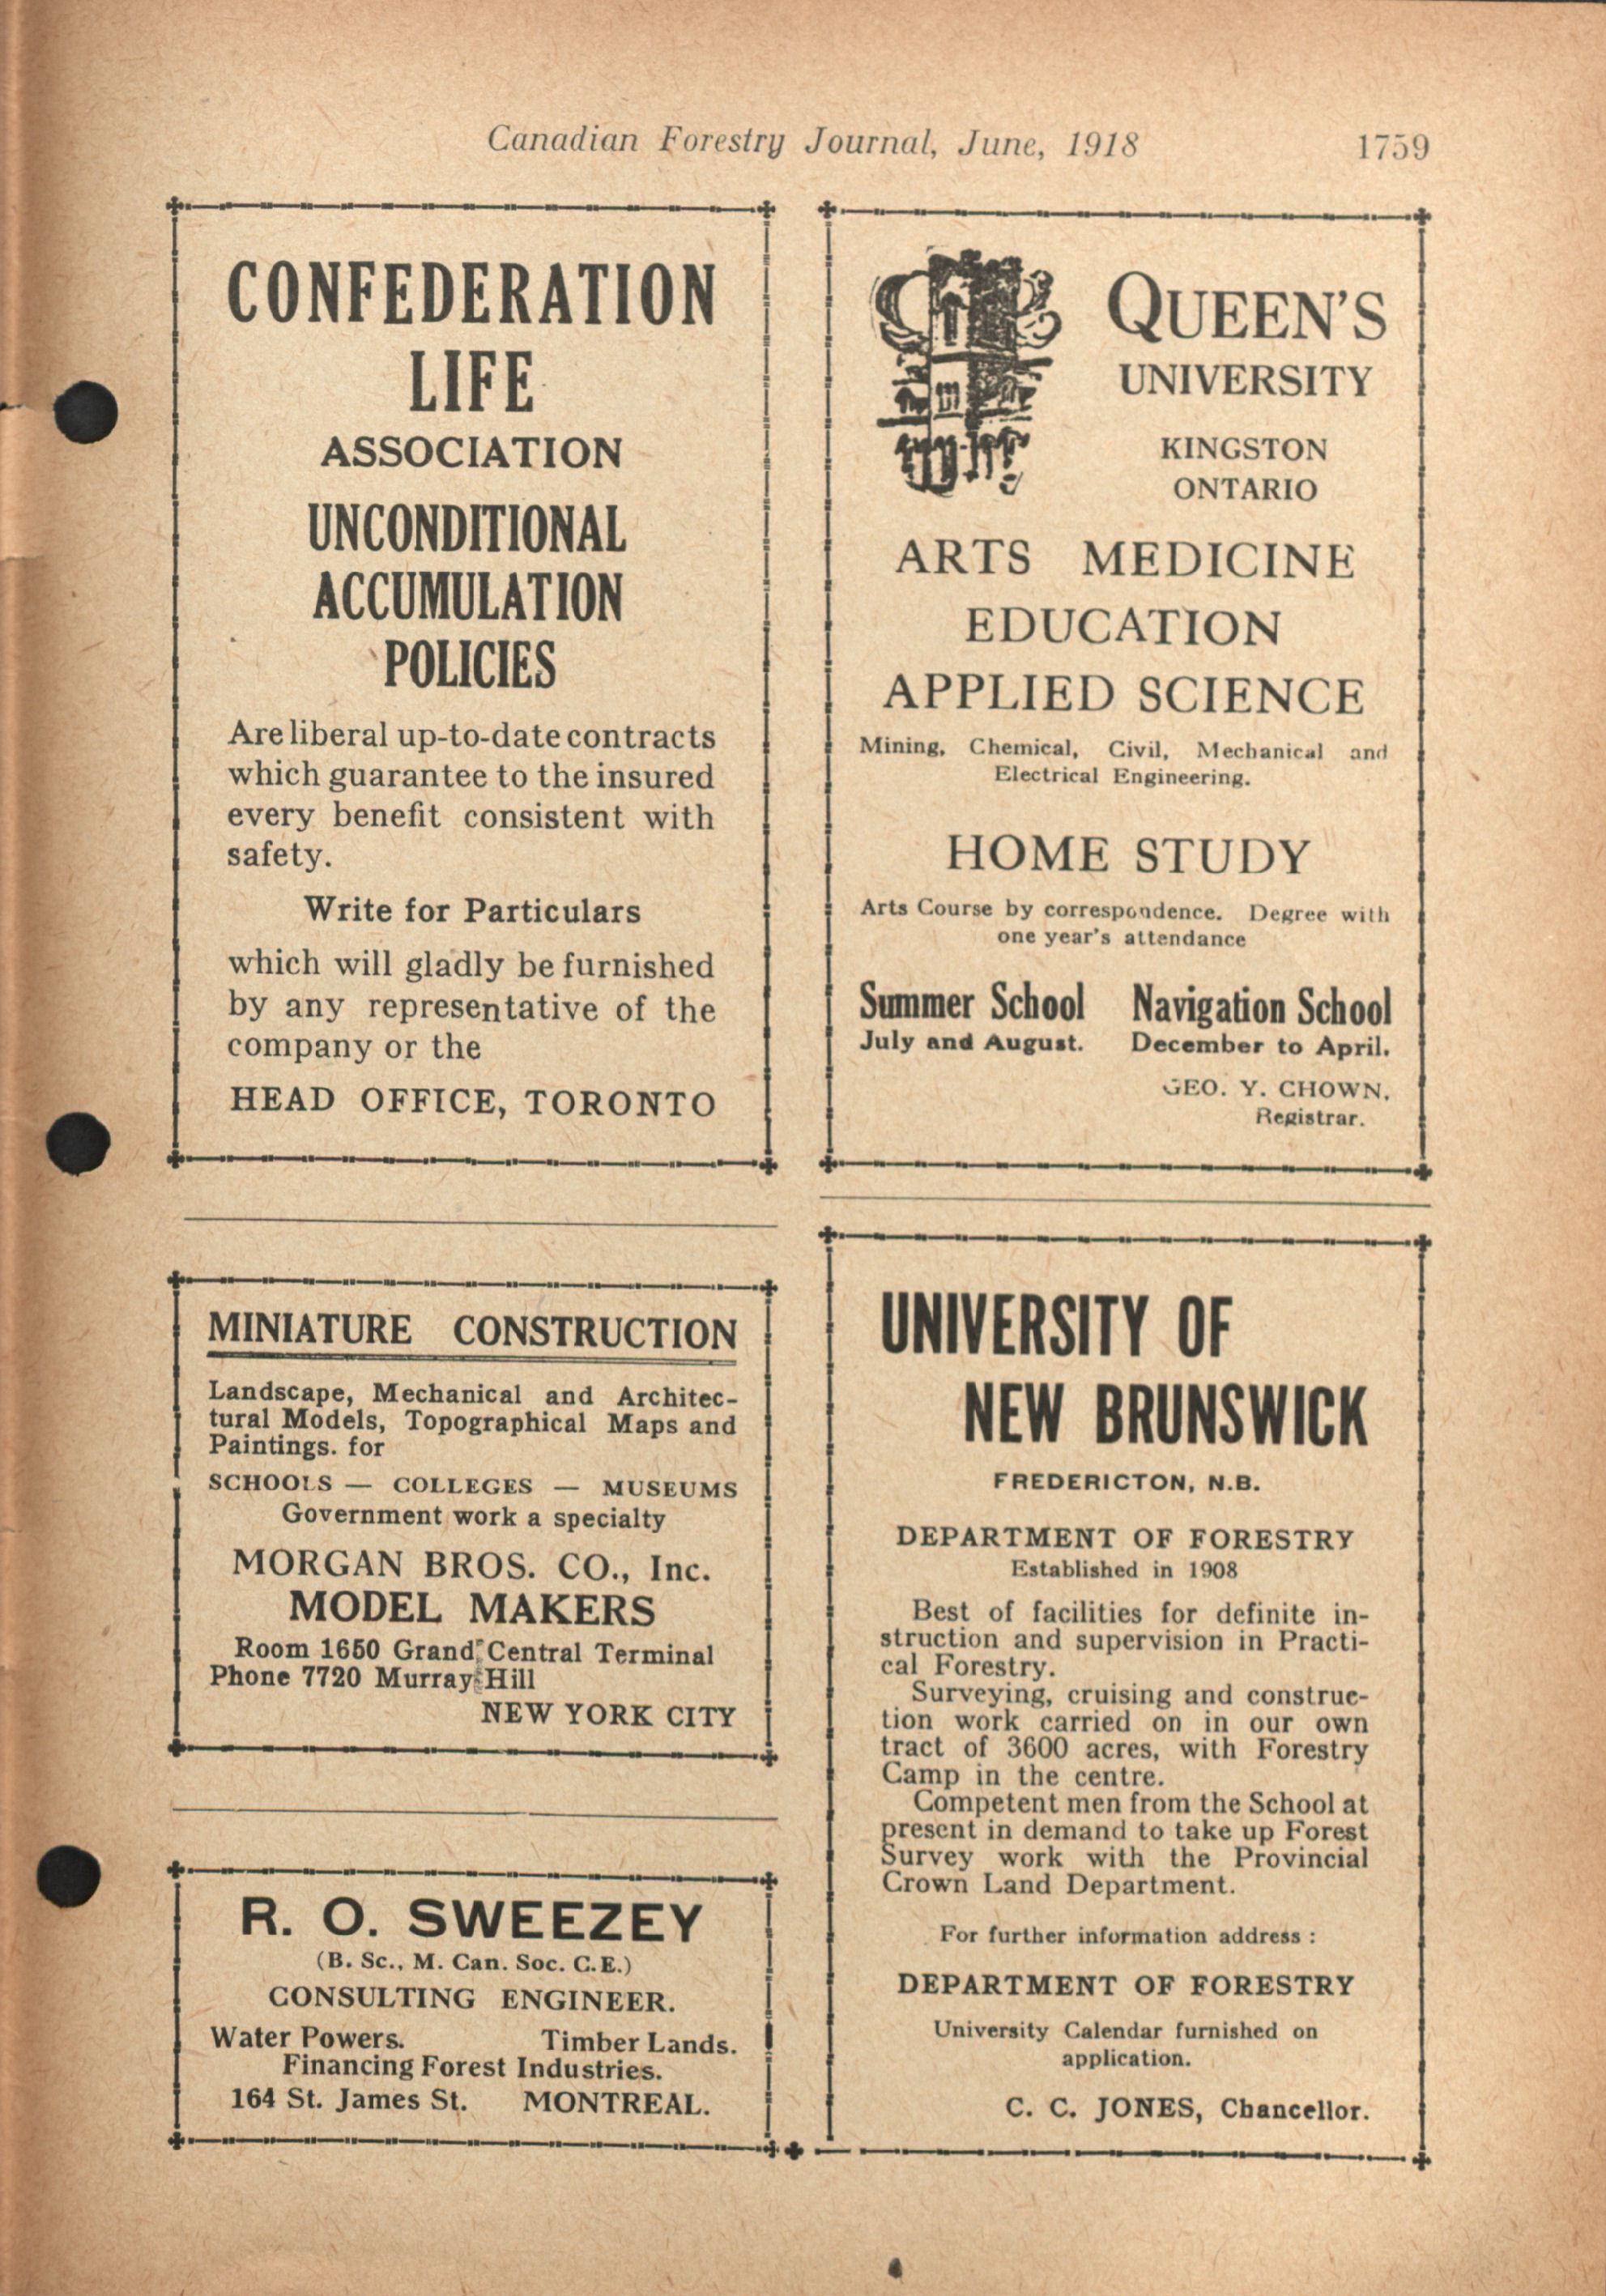 Canadian Forestry Journal, June, 1918 1759
CONFEDERATION
LIFE
ASSOCIATION
UNCONDITIONAL
ACCUMULATION
POLICIES
Are liberal up-to-date contracts
which guarantee to the insured
every benefit consistent with
safety.
Write for Particulars
which will gladly be furnished
by any representative of the
company or the
HEAD OFFICE, TORONTO
MINIATURE CONSTRUCTION
Landscape, Mechanical and Architec-
tural Models, Topographical Maps and
Paintings. for
SCHOOLS — COLLEGES — MUSEUMS
Government work a specialty
MORGAN BROS. CO., Inc.
MODEL MAKERS
Room 1650 Grand Central Terminal
Phone 7720 Murray Hill
NEW YORK CITY
R. O. SWEEZEY
(B. Sc., M. Can. Soc. C.E.)
CONSULTING ENGINEER.
Water Powers. Timber Lands.
Financing Forest Industries.
164 St. James St. MONTREAL.
QUEEN'S
UNIVERSITY
KINGSTON
ONTARIO
ARTS MEDICINE
EDUCATION
APPLIED SCIENCE
Mining, Chemical, Civil, Mechanical and
Electrical Engineering.
HOME STUDY
Arts Course by correspondence. Degree with
one year's attendance
Summer School Navigation School
July and August. December to April.
GEO. Y. CHOWN.
Registrar.
UNIVERSITY OF
NEW BRUNSWICK
FREDERICTON, N.B.
DEPARTMENT OF FORESTRY
Established in 1908
Best of facilities for definite in-
struction and supervision in Practi-
cal Forestry.
Surveying, cruising and construc-
tion work carried on in our own
tract of 3600 acres, with Forestry
Camp in the centre.
Competent men from the School at
present in demand to take up Forest
Survey work with the Provincial
Crown Land Department.
For further information address :
DEPARTMENT OF FORESTRY
University Calendar furnished on
application.
C. C. JONES, Chancellor.